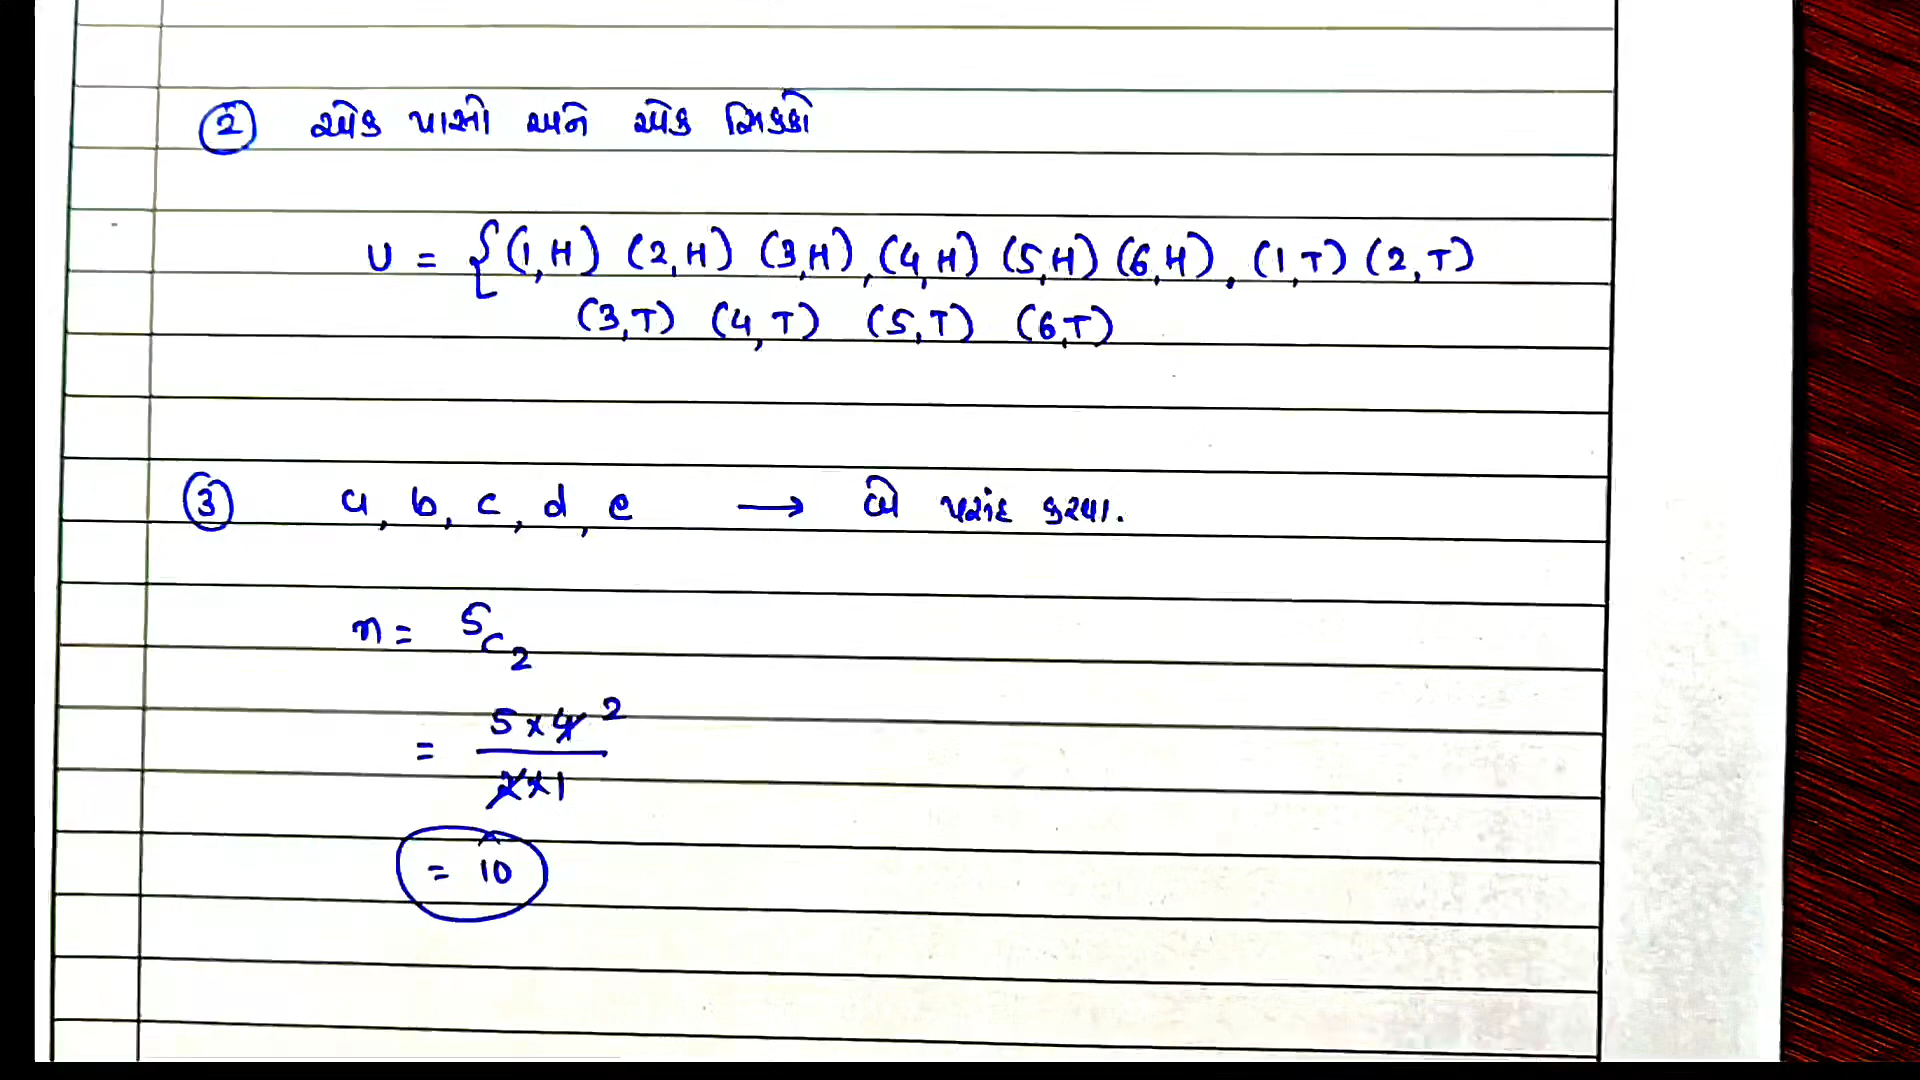 ② એક પાસો અને એક સિક્કો
U = {(1,H) (2,H) (3,H), (4,H) (5,H) (6,H), (1,T) (2,T)
(3,T) (4,T) (5,T) (6,T)
③ a, b, c, d, e → બે પસંદ કરવા.
n = 5c2
= 5 x 4 2
2 x 1
= 10